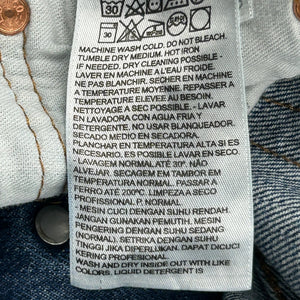 30
30
MACHINE WASH COLD. DO NOT BLEACH.
TUMBLE DRY MEDIUM. HOT IRON
IF NEEDED. DRY CLEANING POSSIBLE -
LAVER EN MACHINE A L'EAU FROIDE.
NE PAS BLANCHIR. SECHER EN MACHINE
A TEMPERATURE MOYENNE. REPASSER A
TEMPERATURE ELEVEE AU BESOIN.
NETTOYAGE A SEC POSSIBLE. - LAVAR
EN LAVADORA CON AGUA FRIA Y
DETERGENTE, NO USAR BLANQUEADOR.
SECADO MEDIO EN SECADORA.
PLANCHAR EN TEMPERATURA ALTA SI ES
NECESARIO, ES POSIBLE LAVAR EN SECO.
LAVAGEM NORMAL ATÉ 30º. NÃO
ALVEJAR. SECAGEM EM TAMBOR EM
TEMPERATURA NORMAL. PASSAR A
FERRO ATÉ 200ºC. LIMPEZA A SECO
PROFISSIONAL P. NORMAL.
MESIN CUCI DENGAN SUHU RENDAH.
JANGAN GUNAKAN PEMUTIH. MESIN
PENGERING DENGAN SUHU SEDANG
(NORMAL). SETRIKA DENGAN SUHU
TINGGI JIKA DIPERLUKAN. DAPAT DICUCI
KERING PROFESIONAL
WASH AND DRY INSIDE OUT WITH LIKE
COLORS. LIQUID DETERGENT IS